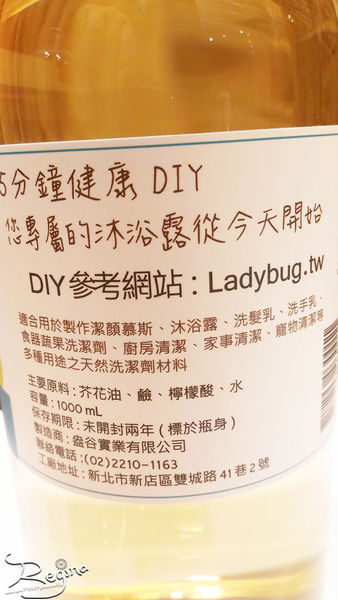 5分鐘健康 DIY
您專屬的沐浴露從今天開始
DIY參考網站：Ladybug.tw
適合用於製作潔顏慕斯、沐浴露、洗髮乳、洗手乳、
食器蔬果洗潔劑、廚房清潔、家事清潔、寵物清潔等
多種用途之天然洗潔劑材料
主要原料：芥花油、鹼、檸檬酸、水
容量：1000 mL
保存期限：未開封兩年（標於瓶身）
製造商：盎谷實業有限公司
聯絡電話：(02)2210-1163
工廠地址：新北市新店區雙城路41巷2號
Regina